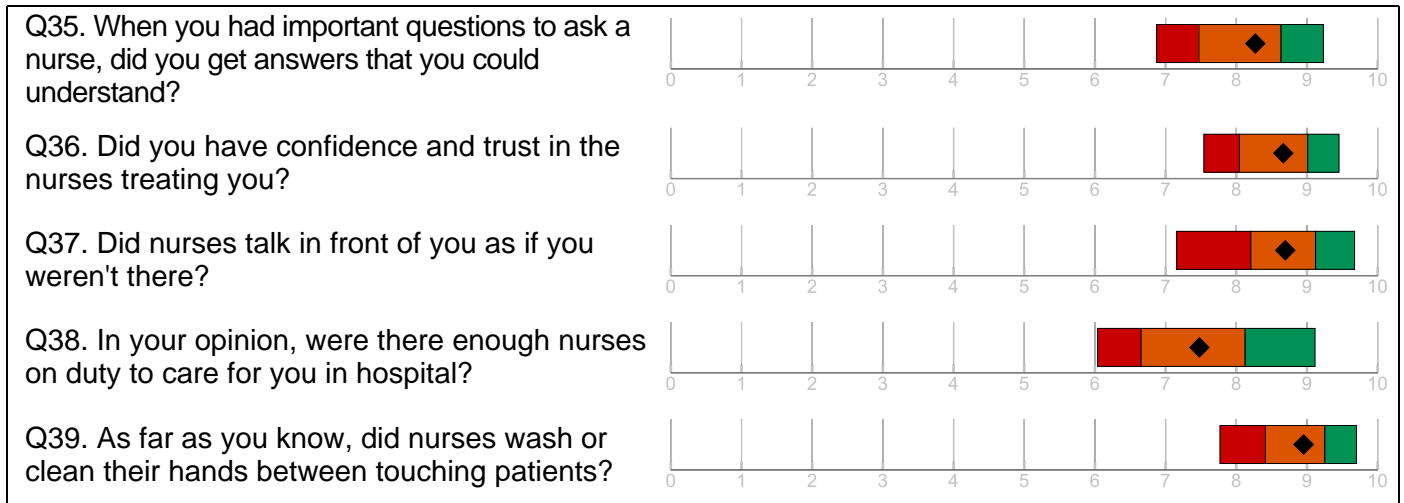 Q35. When you had important questions to ask a
nurse, did you get answers that you could
understand?
0 1 2 3 4 5 6 7 8 9 10
Q36. Did you have confidence and trust in the
nurses treating you?
0 1 2 3 4 5 6 7 8 9 10
Q37. Did nurses talk in front of you as if you
weren't there?
0 1 2 3 4 5 6 7 8 9 10
Q38. In your opinion, were there enough nurses
on duty to care for you in hospital?
0 1 2 3 4 5 6 7 8 9 10
Q39. As far as you know, did nurses wash or
clean their hands between touching patients?
0 1 2 3 4 5 6 7 8 9 10